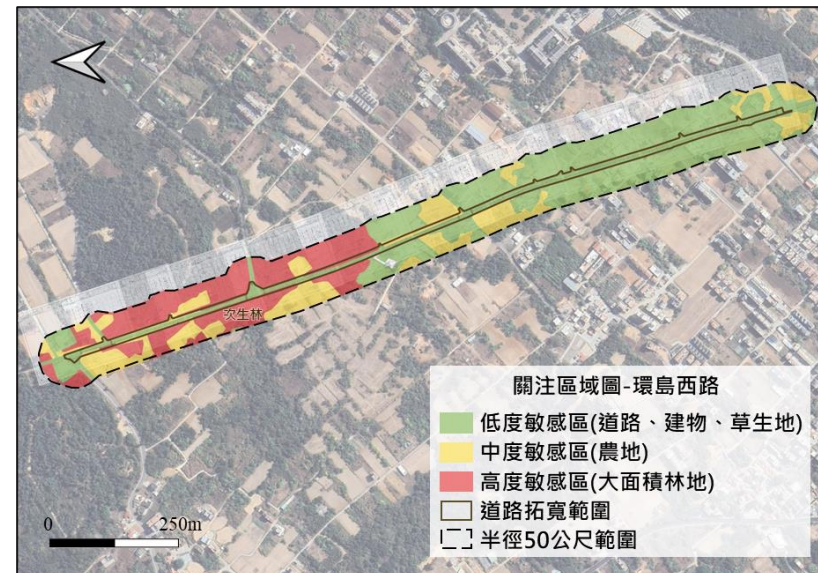 次生林
關注區域圖-環島西路
低度敏感區(道路、建物、草生地)
中度敏感區(農地)
高度敏感區(大面積林地)
道路拓寬範圍
半徑50公尺範圍
0 250m